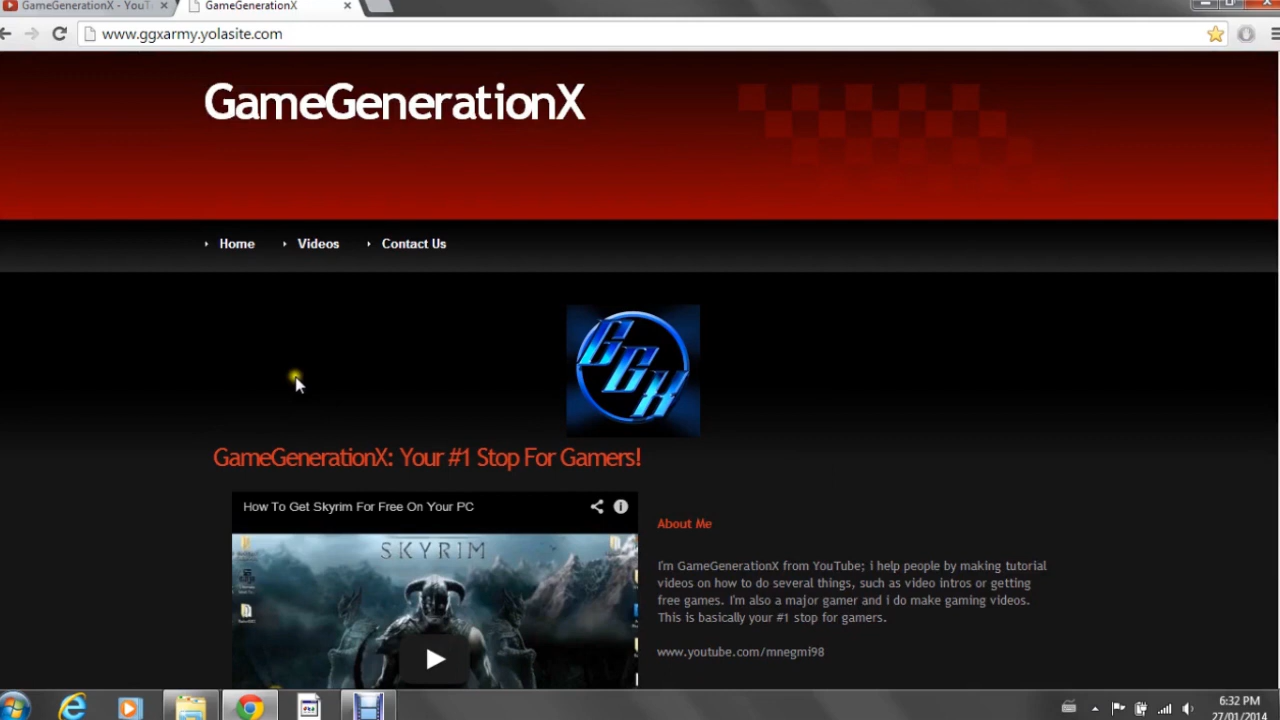 GameGenerationX - YouT
GameGenerationX
www.ggxarmy.yolasite.com
GameGenerationX
Home
Videos
Contact Us
GGX
GameGenerationX: Your #1 Stop For Gamers!
How To Get Skyrim For Free On Your PC
SKYRIM
About Me
I'm GameGenerationX from YouTube; i help people by making tutorial
videos on how to do several things, such as video intros or getting
free games. I'm also a major gamer and i do make gaming videos.
This is basically your #1 stop for gamers.
www.youtube.com/mnegmi98
6:32 PM
27/01/2014